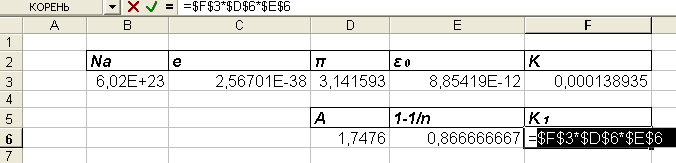 КОРЕНЬ =$F$3*$D$6*$E$6
A B C D E F
1
2 Na e π ε₀ K
3 6,02E+23 2,56701E-38 3,141593 8,85419E-12 0,000138935
4
5 A 1-1/n K₁
6 1,7476 0,866666667 =$F$3*$D$6*$E$6
7